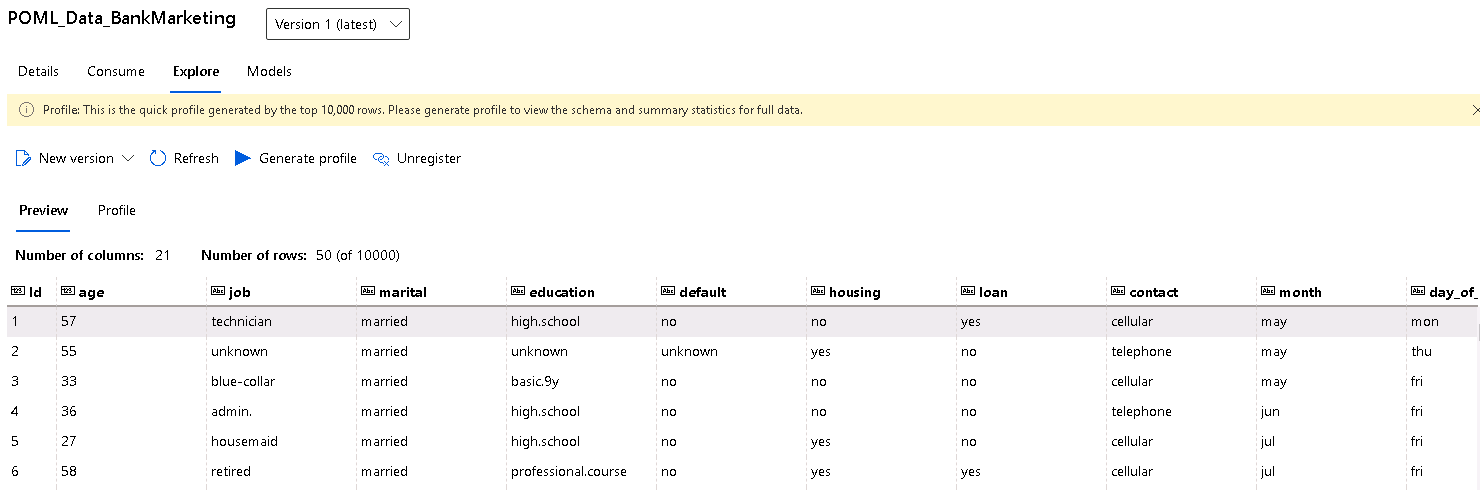 POML_Data_BankMarketing Version 1 (latest)
Details Consume Explore Models
Profile: This is the quick profile generated by the top 10,000 rows. Please generate profile to view the schema and summary statistics for full data.
New version Refresh Generate profile Unregister
Preview Profile
Number of columns: 21 Number of rows: 50 (of 10000)
123 Id 123 age Abc job Abc marital Abc education Abc default Abc housing Abc loan Abc contact Abc month Abc day_of_
1 57 technician married high.school no no yes cellular may mon
2 55 unknown married unknown unknown yes no telephone may thu
3 33 blue-collar married basic.9y no no no cellular may fri
4 36 admin. married high.school no no no telephone jun fri
5 27 housemaid married high.school no yes no cellular jul fri
6 58 retired married professional.course no yes yes cellular jul fri